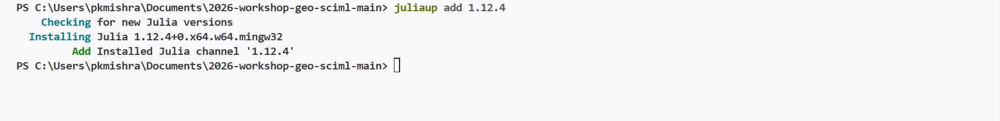 PS C:\Users\pkmishra\Documents\2026-workshop-geo-sciml-main> juliaup add 1.12.4
Checking for new Julia versions
Installing Julia 1.12.4+0.x64.w64.mingw32
Add Installed Julia channel '1.12.4'
PS C:\Users\pkmishra\Documents\2026-workshop-geo-sciml-main>